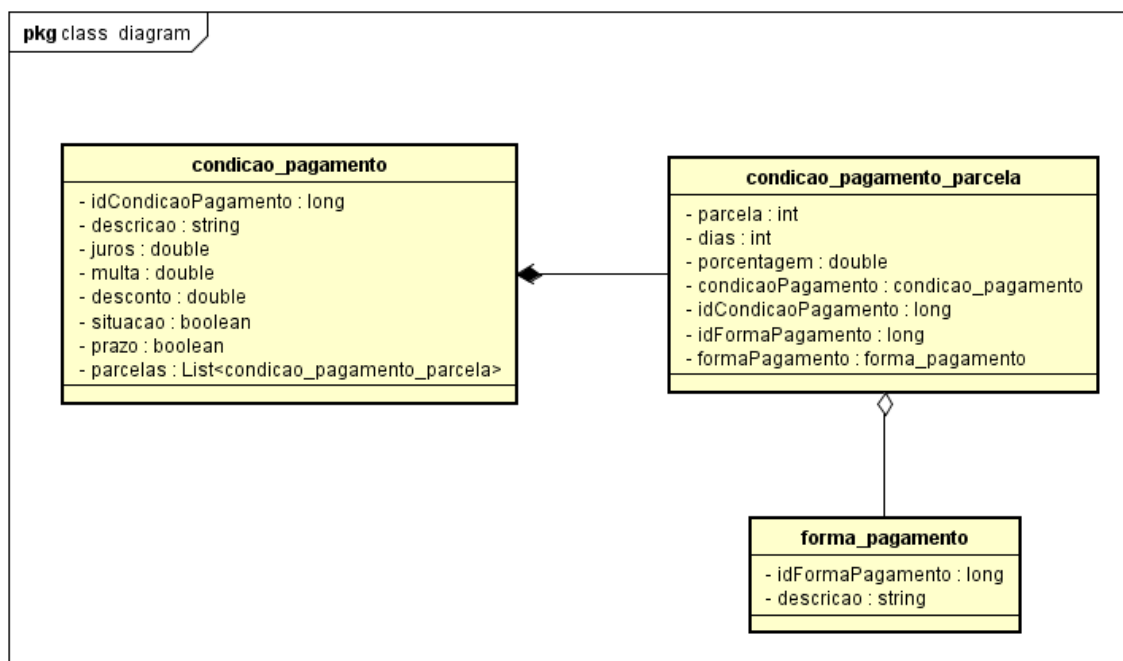 pkg class diagram
condicao_pagamento
- idCondicaoPagamento : long
- descricao : string
- juros : double
- multa : double
- desconto : double
- situacao : boolean
- prazo : boolean
- parcelas : List<condicao_pagamento_parcela>
condicao_pagamento_parcela
- parcela : int
- dias : int
- porcentagem : double
- condicaoPagamento : condicao_pagamento
- idCondicaoPagamento : long
- idFormaPagamento : long
- formaPagamento : forma_pagamento
forma_pagamento
- idFormaPagamento : long
- descricao : string